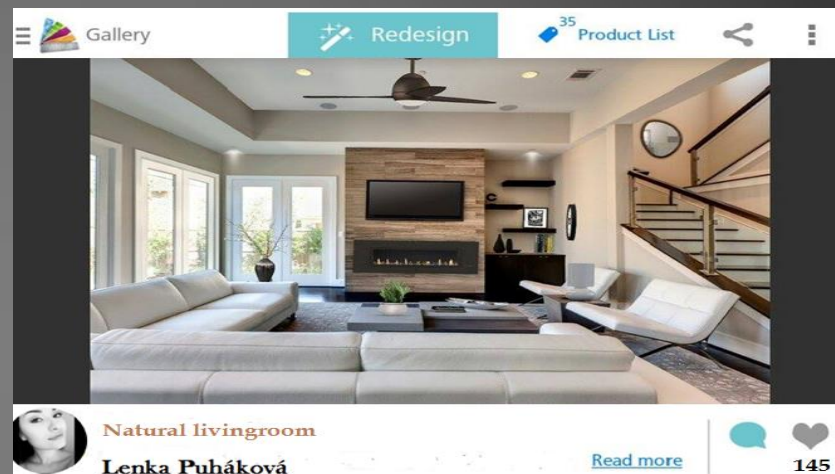 Gallery
Redesign
35
Product List
Natural livingroom
Lenka Puháková
Read more
145